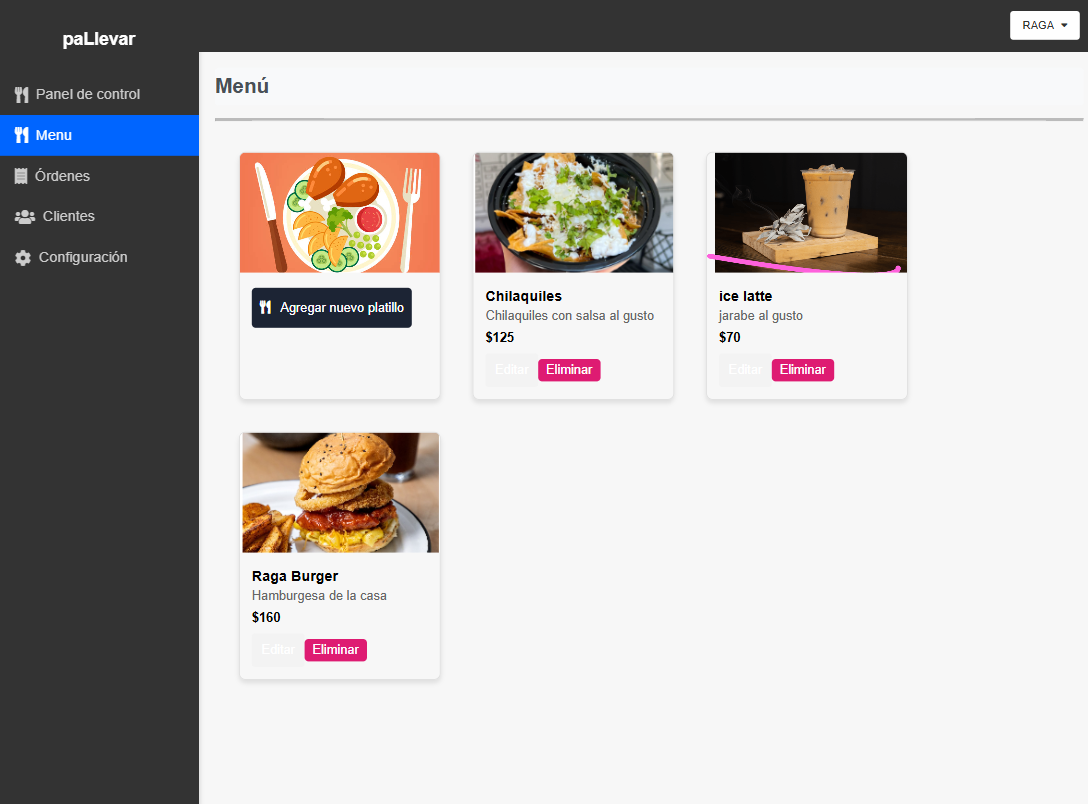 paLlevar
RAGA
Panel de control
Menu
Órdenes
Clientes
Configuración
Menú
Agregar nuevo platillo
Chilaquiles
Chilaquiles con salsa al gusto
$125
Editar Eliminar
ice latte
jarabe al gusto
$70
Editar Eliminar
Raga Burger
Hamburgesa de la casa
$160
Editar Eliminar